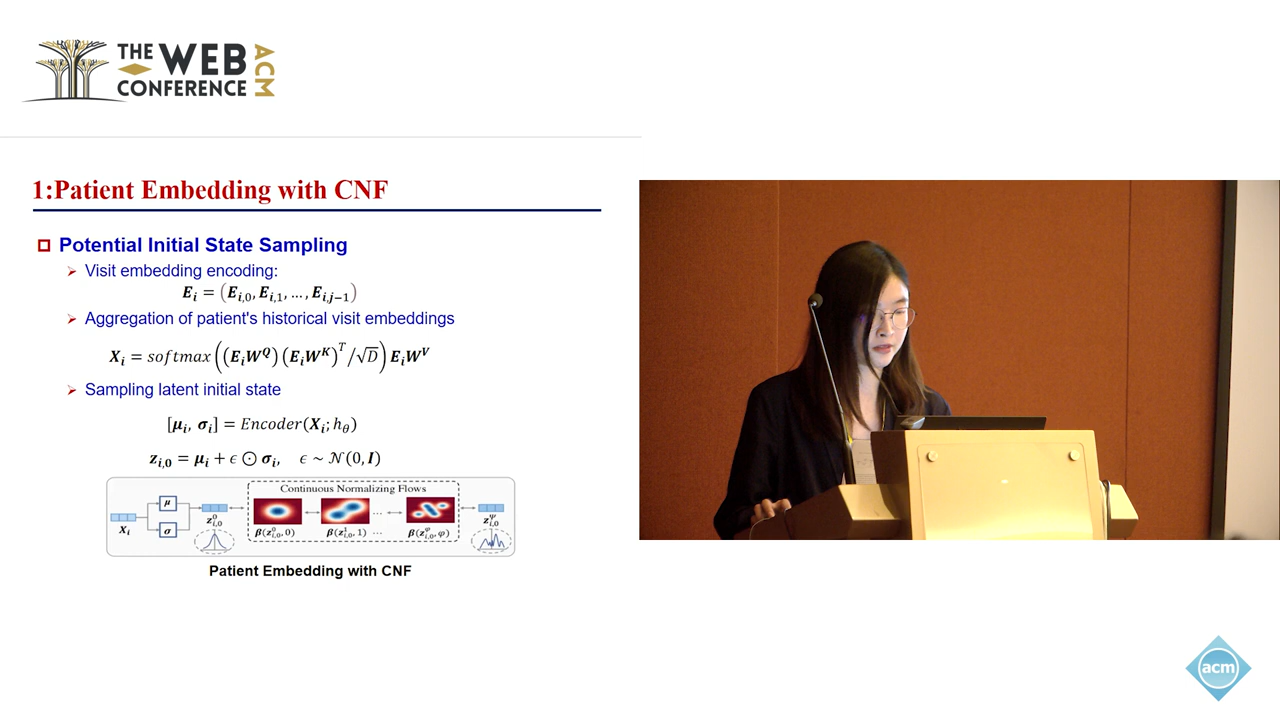 THE WEB
CONFERENCE
ACM
1:Patient Embedding with CNF
Potential Initial State Sampling
Visit embedding encoding:
E_i = (E_{i,0}, E_{i,1}, ... , E_{i,j−1})
Aggregation of patient's historical visit embeddings
X_i = softmax((E_iW^Q)(E_iW^K)^T/√D)E_iW^V
Sampling latent initial state
[μ_i, σ_i] = Encoder(X_i; h_θ)
z_{i,0} = μ_i + ϵ ⊙ σ_i, ϵ ~ 𝒩(0, I)
Continuous Normalizing Flows
X_i
μ
σ
z^0_{i,0}
β(z^0_{i,0}, 0)
β(z^1_{i,0}, 1)
...
...
β(z^φ_{i,0}, φ)
Patient Embedding with CNF
acm